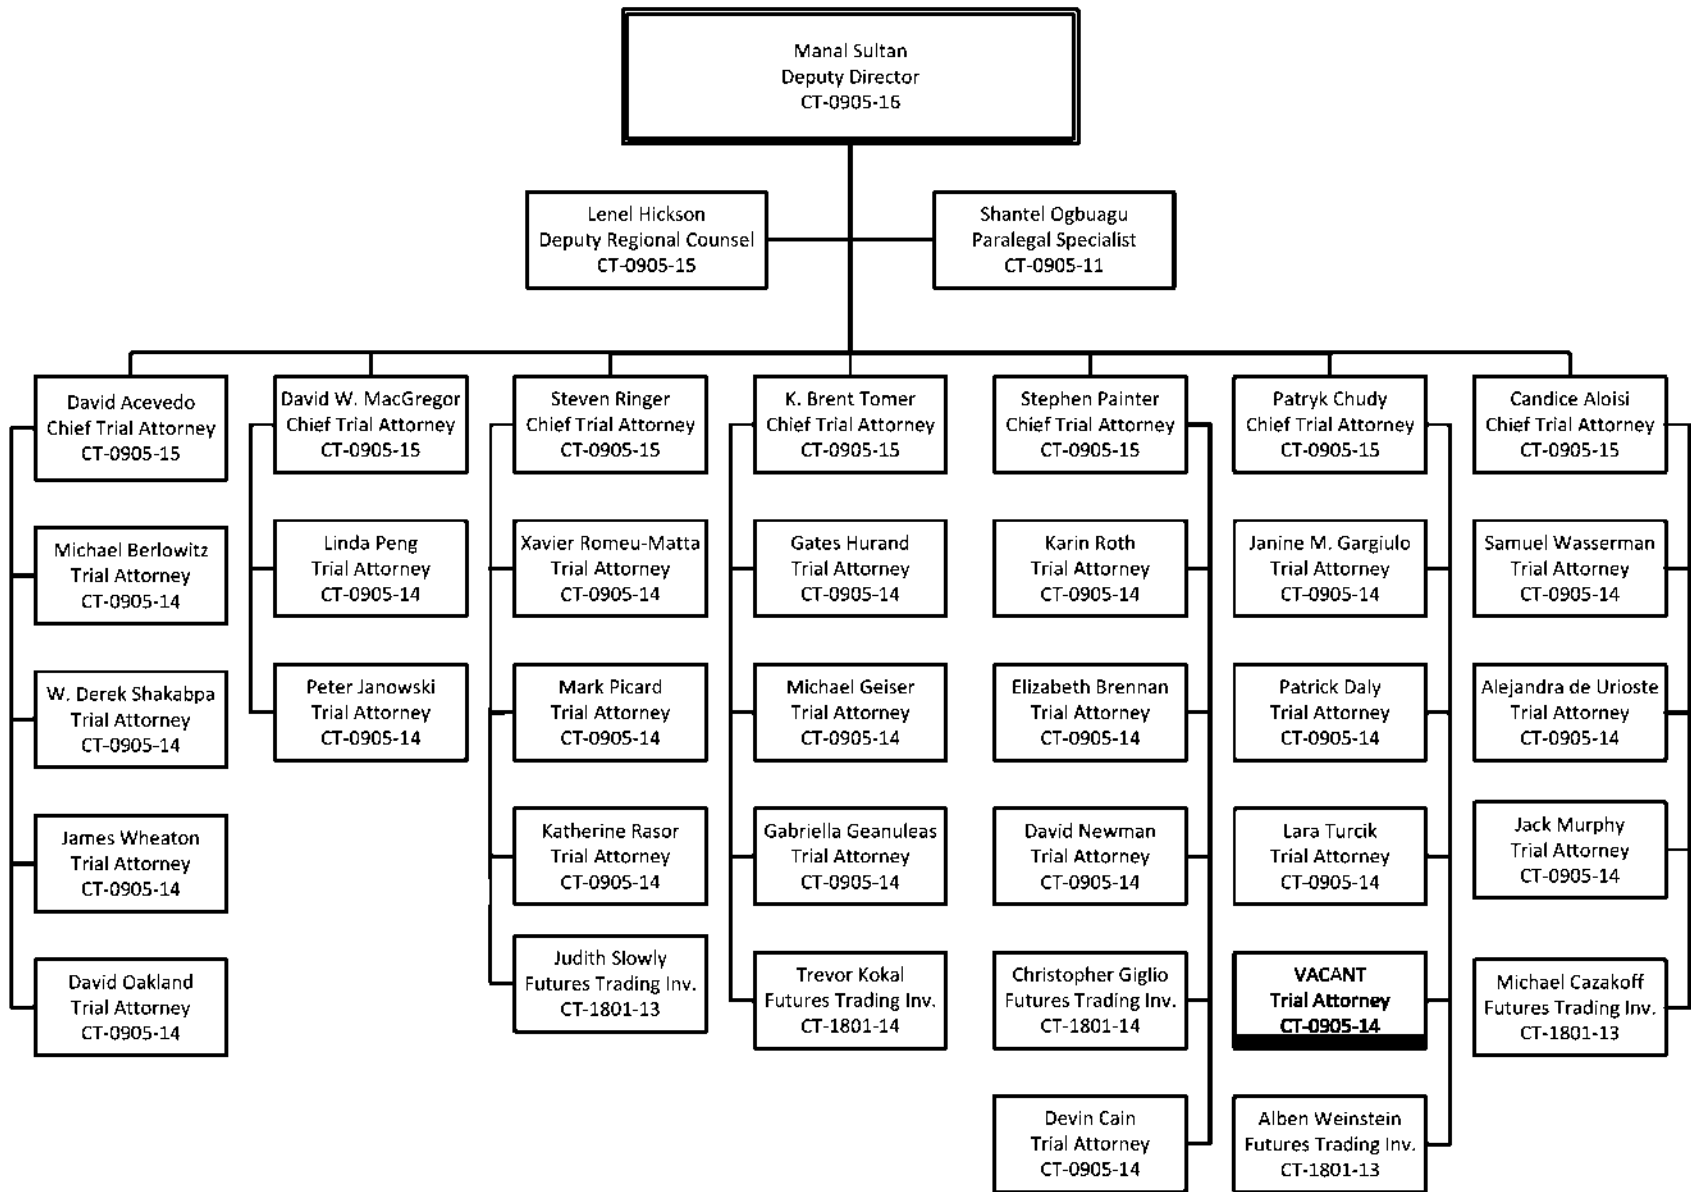 Manal Sultan
Deputy Director
CT-0905-16
Lenel Hickson
Deputy Regional Counsel
CT-0905-15
Shantel Ogbuagu
Paralegal Specialist
CT-0905-11
David Acevedo
Chief Trial Attorney
CT-0905-15
Michael Berlowitz
Trial Attorney
CT-0905-14
W. Derek Shakabpa
Trial Attorney
CT-0905-14
James Wheaton
Trial Attorney
CT-0905-14
David Oakland
Trial Attorney
CT-0905-14
David W. MacGregor
Chief Trial Attorney
CT-0905-15
Linda Peng
Trial Attorney
CT-0905-14
Peter Janowski
Trial Attorney
CT-0905-14
Steven Ringer
Chief Trial Attorney
CT-0905-15
Xavier Romeu-Matta
Trial Attorney
CT-0905-14
Mark Picard
Trial Attorney
CT-0905-14
Katherine Rasor
Trial Attorney
CT-0905-14
Judith Slowly
Futures Trading Inv.
CT-1801-13
K. Brent Tomer
Chief Trial Attorney
CT-0905-15
Gates Hurand
Trial Attorney
CT-0905-14
Michael Geiser
Trial Attorney
CT-0905-14
Gabriella Geanuleas
Trial Attorney
CT-0905-14
Trevor Kokal
Futures Trading Inv.
CT-1801-14
Stephen Painter
Chief Trial Attorney
CT-0905-15
Karin Roth
Trial Attorney
CT-0905-14
Elizabeth Brennan
Trial Attorney
CT-0905-14
David Newman
Trial Attorney
CT-0905-14
Christopher Giglio
Futures Trading Inv.
CT-1801-14
Devin Cain
Trial Attorney
CT-0905-14
Patryk Chudy
Chief Trial Attorney
CT-0905-15
Janine M. Gargiulo
Trial Attorney
CT-0905-14
Patrick Daly
Trial Attorney
CT-0905-14
Lara Turcik
Trial Attorney
CT-0905-14
VACANT
Trial Attorney
CT-0905-14
Alben Weinstein
Futures Trading Inv.
CT-1801-13
Candice Aloisi
Chief Trial Attorney
CT-0905-15
Samuel Wasserman
Trial Attorney
CT-0905-14
Alejandra de Urioste
Trial Attorney
CT-0905-14
Jack Murphy
Trial Attorney
CT-0905-14
Michael Cazakoff
Futures Trading Inv.
CT-1801-13